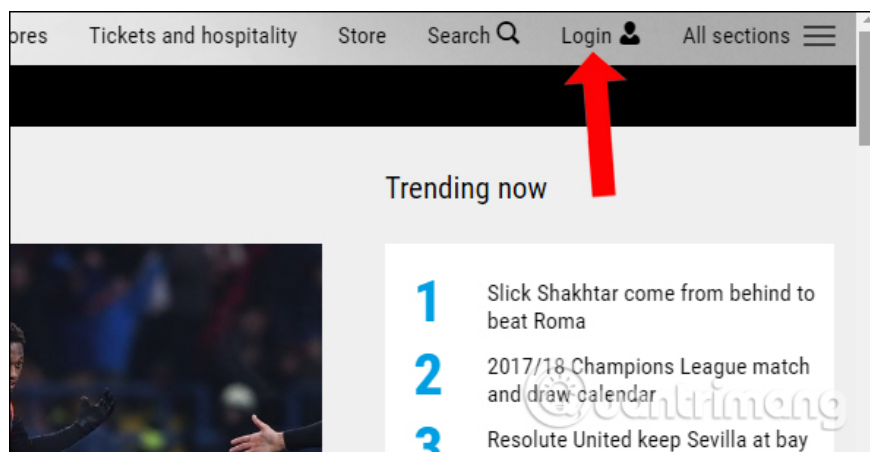 ores Tickets and hospitality Store Search Login All sections
Trending now
1 Slick Shakhtar come from behind to
beat Roma
2 2017/18 Champions League match
and draw calendar
3 Resolute United keep Sevilla at bay
uantrimang